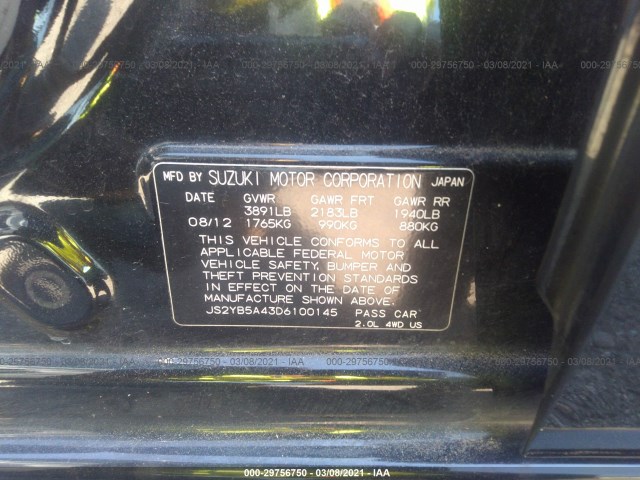 000-29756750 - 03/08/2021 - IAA
MFD BY SUZUKI MOTOR CORPORATION JAPAN
DATE GVWR GAWR FRT GAWR RR
3891LB 2183LB 1940LB
08/12 1765KG 990KG 880KG
THIS VEHICLE CONFORMS TO ALL
APPLICABLE FEDERAL MOTOR
VEHICLE SAFETY, BUMPER AND
THEFT PREVENTION STANDARDS
IN EFFECT ON THE DATE OF
MANUFACTURE SHOWN ABOVE.
JS2YB5A43D6100145 PASS CAR
2.0L 4WD US
000-29756750 - 03/08/2021 - IAA
000-29756750 - 03/08/2021 - IAA